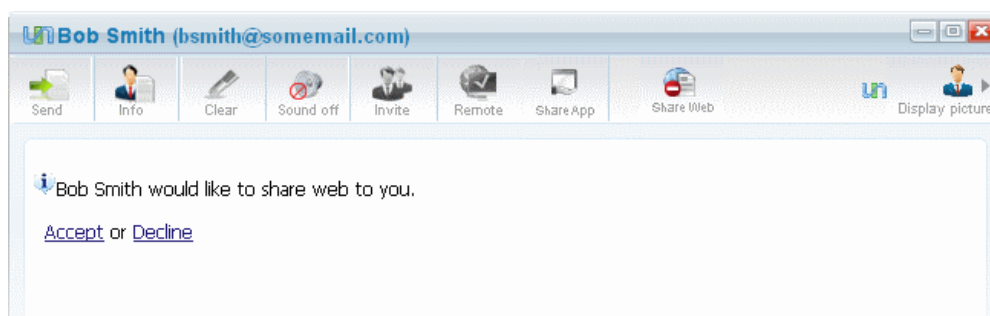 Bob Smith (bsmith@somemail.com)
Send Info Clear Sound off Invite Remote Share App Share Web Display picture
Bob Smith would like to share web to you.
Accept or Decline